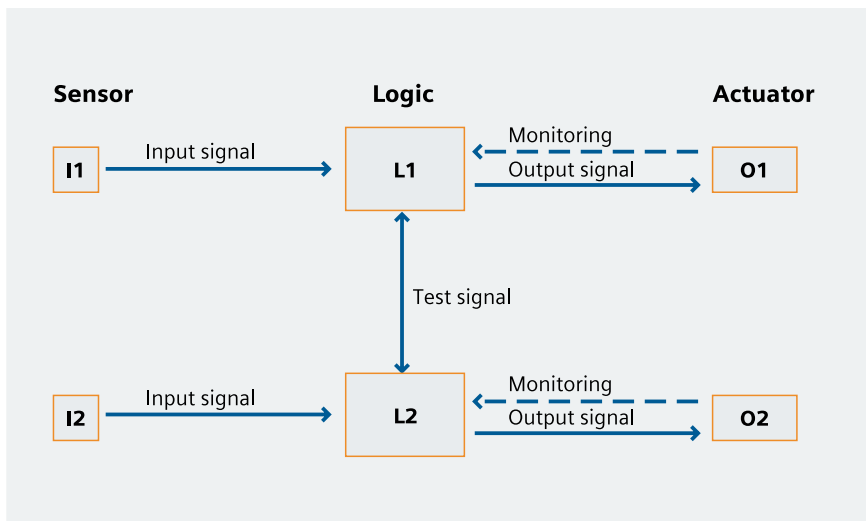 Sensor
Logic
Actuator
I1
Input signal
L1
Monitoring
Output signal
O1
Test signal
I2
Input signal
L2
Monitoring
Output signal
O2